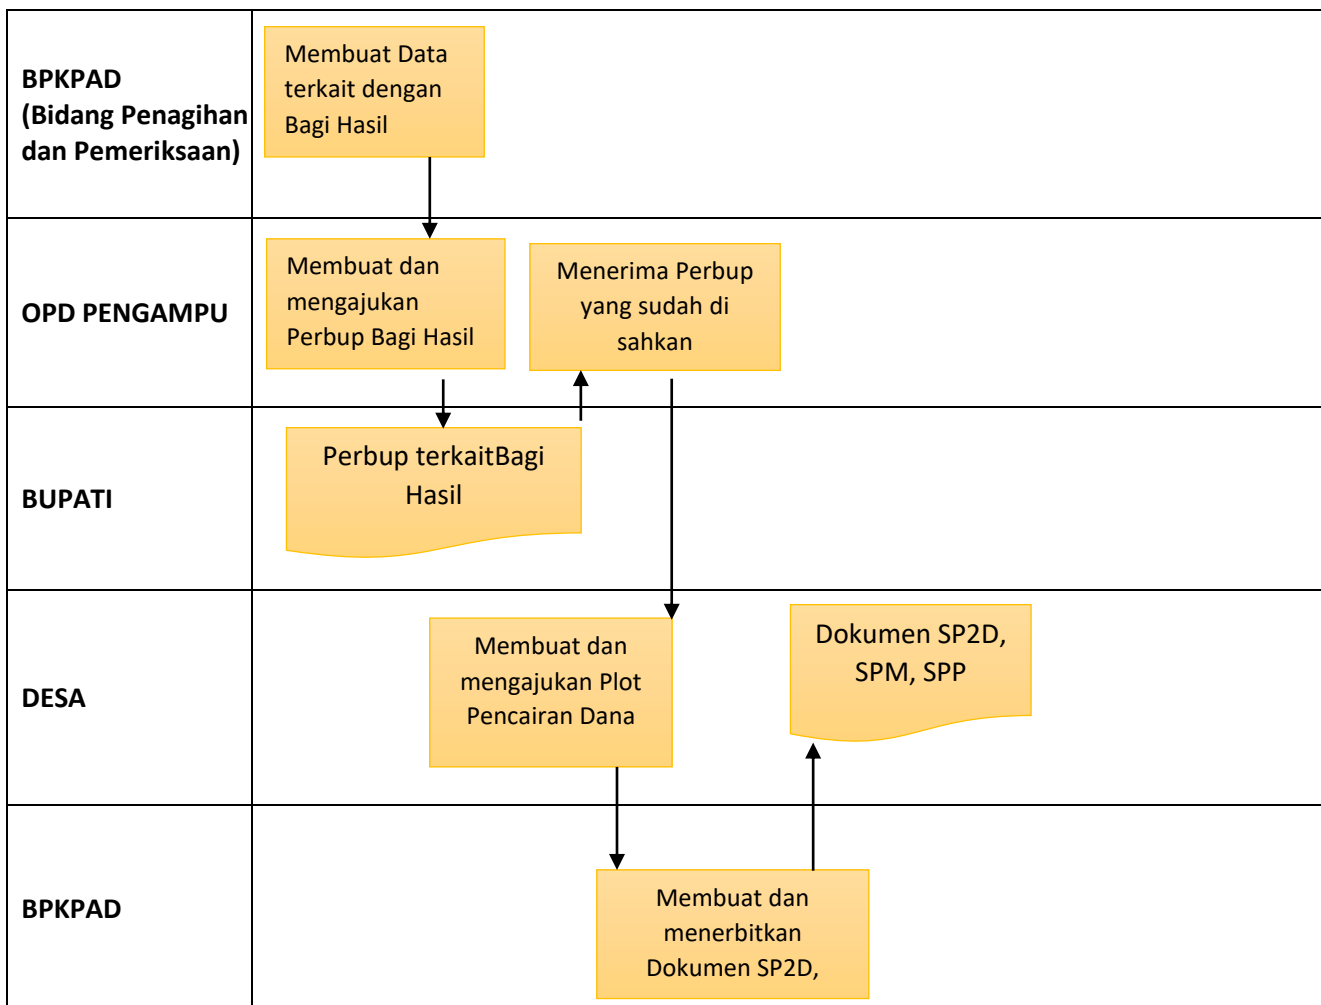 BPKPAD
(Bidang Penagihan
dan Pemeriksaan)
Membuat Data
terkait dengan
Bagi Hasil
OPD PENGAMPU
Membuat dan
mengajukan
Perbup Bagi Hasil
Menerima Perbup
yang sudah di
sahkan
BUPATI
Perbup terkaitBagi
Hasil
DESA
Membuat dan
mengajukan Plot
Pencairan Dana
Dokumen SP2D,
SPM, SPP
BPKPAD
Membuat dan
menerbitkan
Dokumen SP2D,